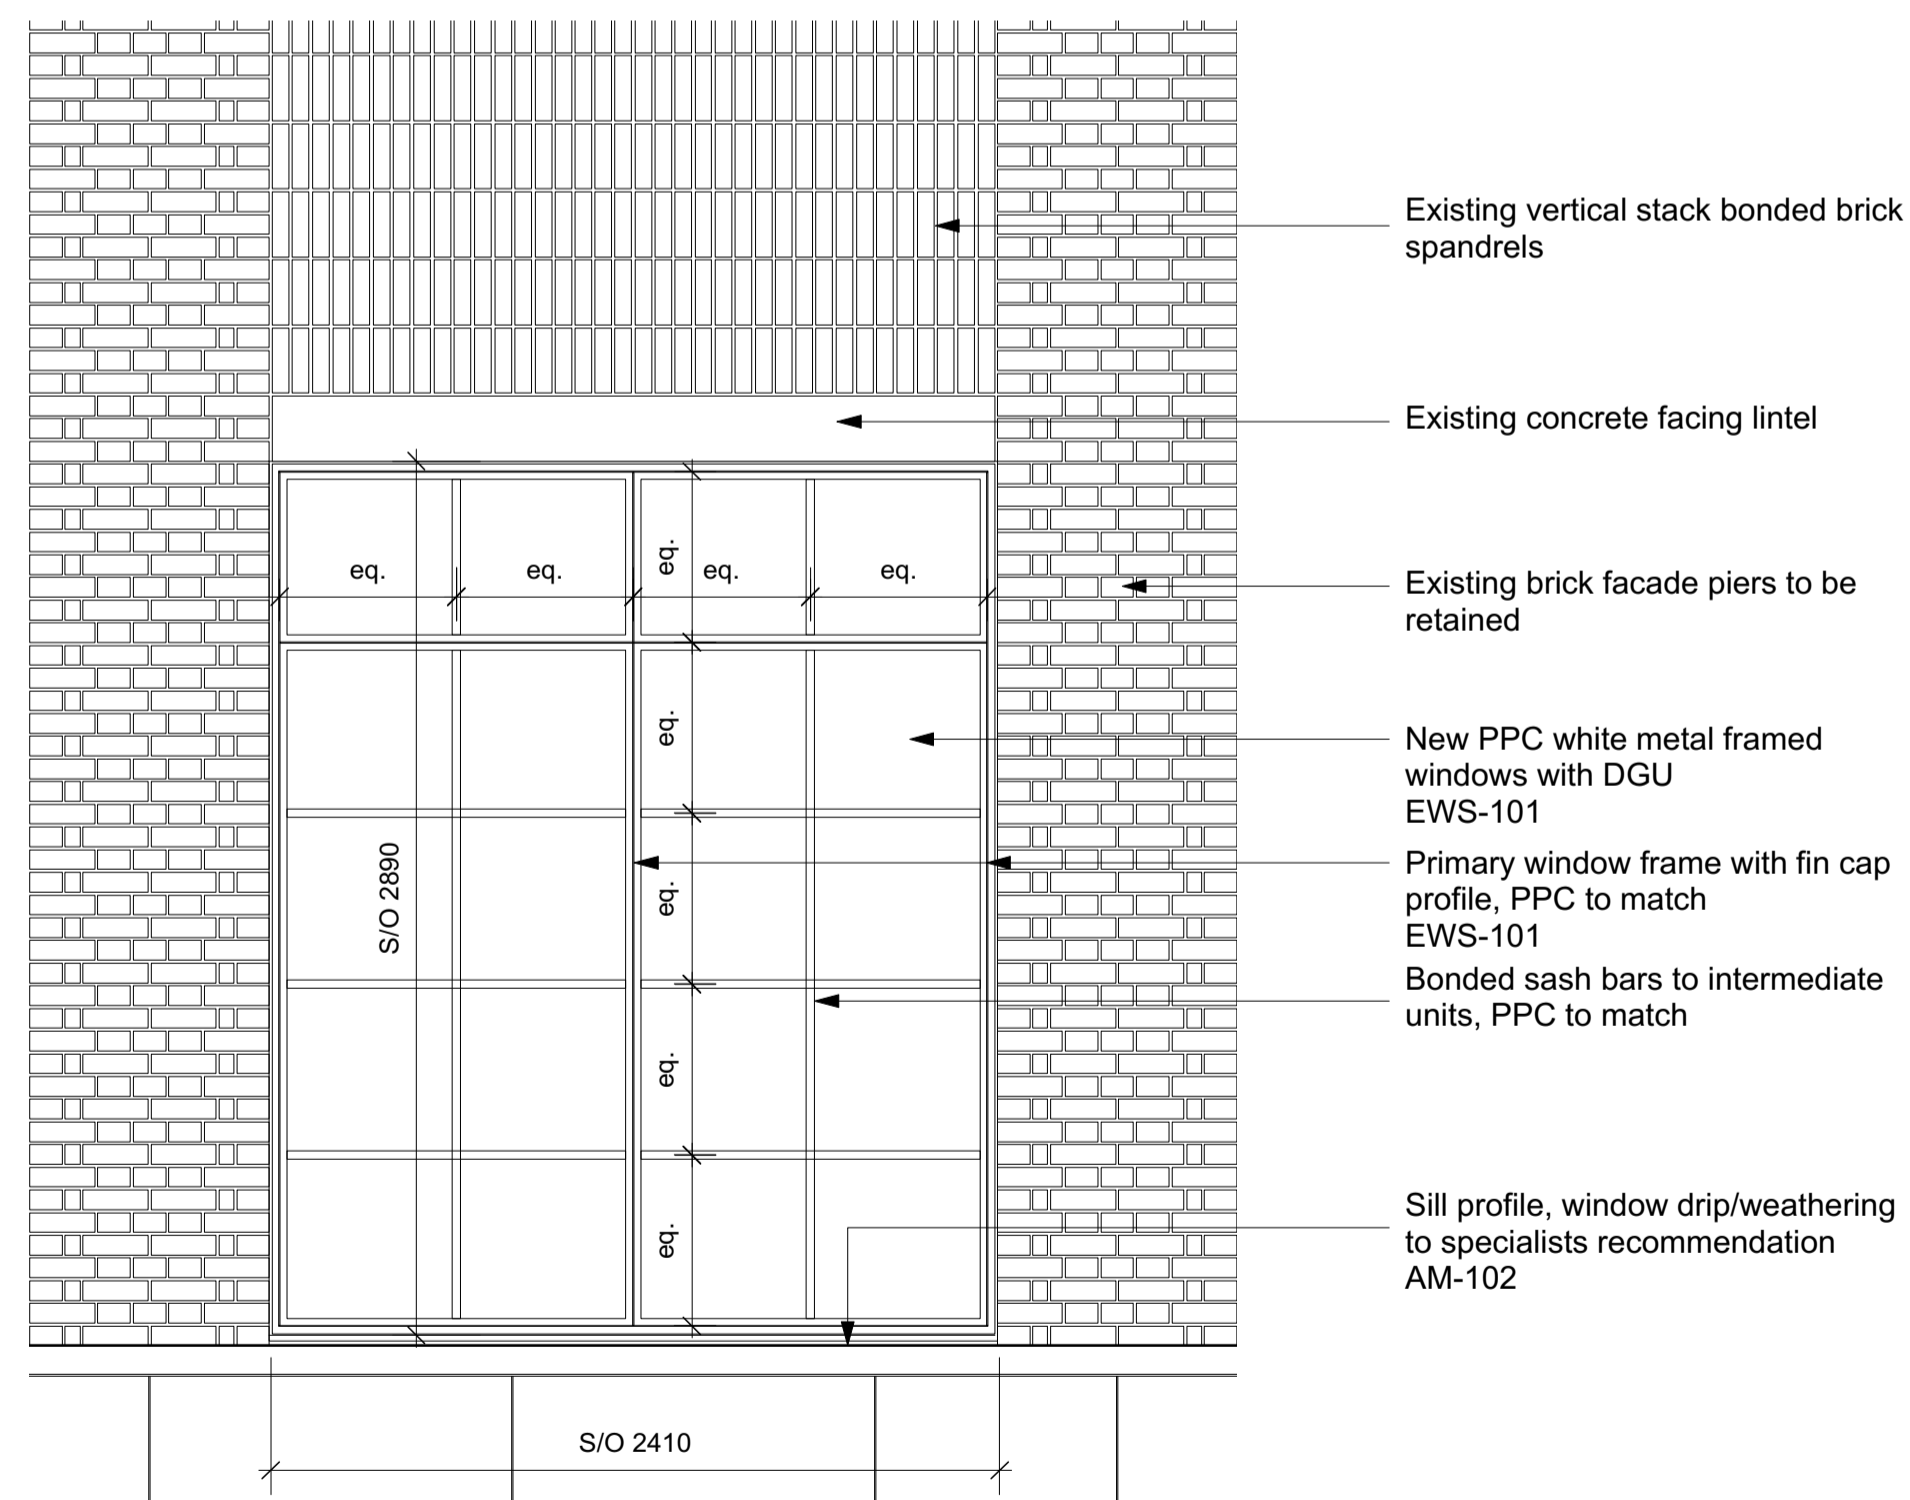 Existing vertical stack bonded brick
spandrels
Existing concrete facing lintel
eq.
eq.
eq.
eq.
eq.
Existing brick facade piers to be
retained
eq.
New PPC white metal framed
windows with DGU
EWS-101
S/O 2890
eq.
Primary window frame with fin cap
profile, PPC to match
EWS-101
Bonded sash bars to intermediate
units, PPC to match
eq.
eq.
Sill profile, window drip/weathering
to specialists recommendation
AM-102
S/O 2410